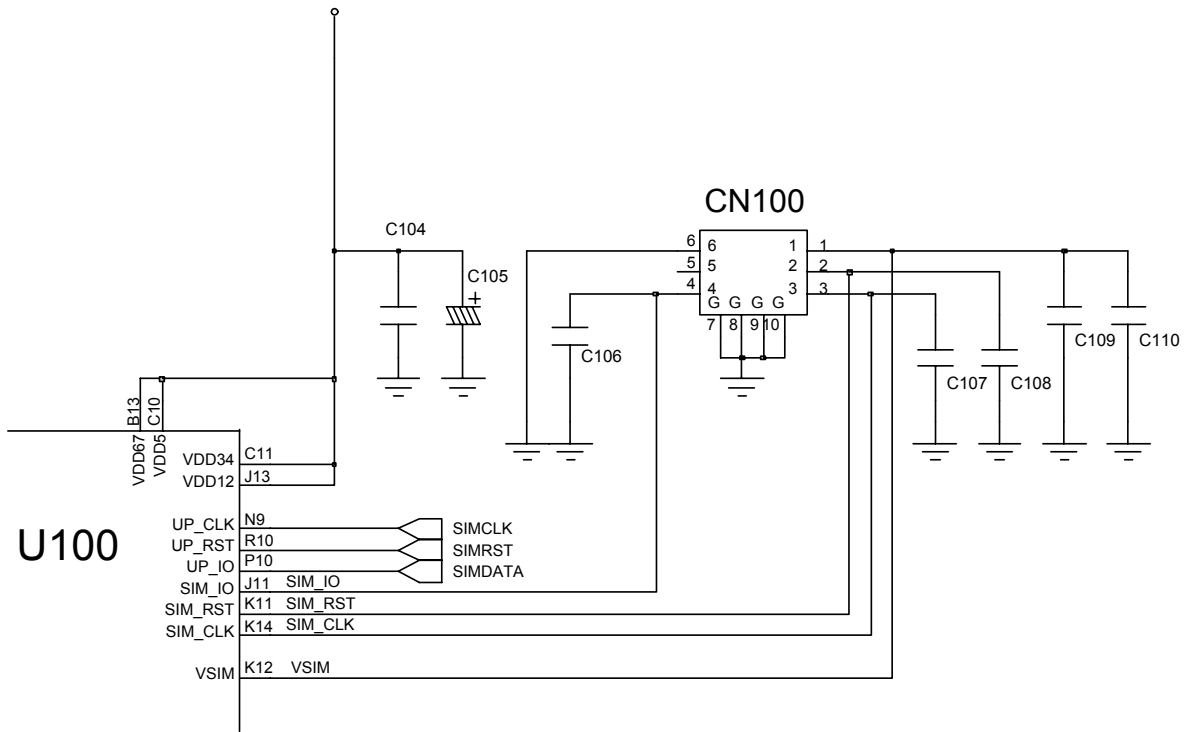 CN100
C104
C105
+
6 6 1 1
5 5 2 2
4 4 3 3
G G G G
7 8 9 10
C106
C107
C108
C109
C110
B13
C10
VDD67
VDD5
VDD34 C11
VDD12 J13
U100
UP_CLK N9 SIMCLK
UP_RST R10 SIMRST
UP_IO P10 SIMDATA
SIM_IO J11 SIM_IO
SIM_RST K11 SIM_RST
SIM_CLK K14 SIM_CLK
VSIM K12 VSIM